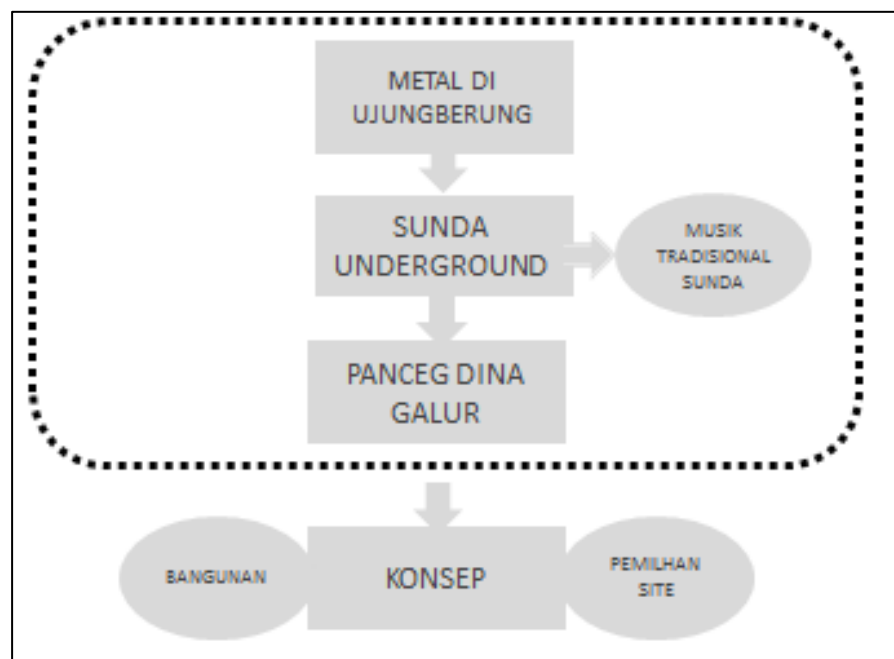 METAL DI
UJUNGBERUNG
SUNDA
UNDERGROUND
MUSIK
TRADISIONAL
SUNDA
PANCEG DINA
GALUR
BANGUNAN
KONSEP
PEMILHAN
SITE